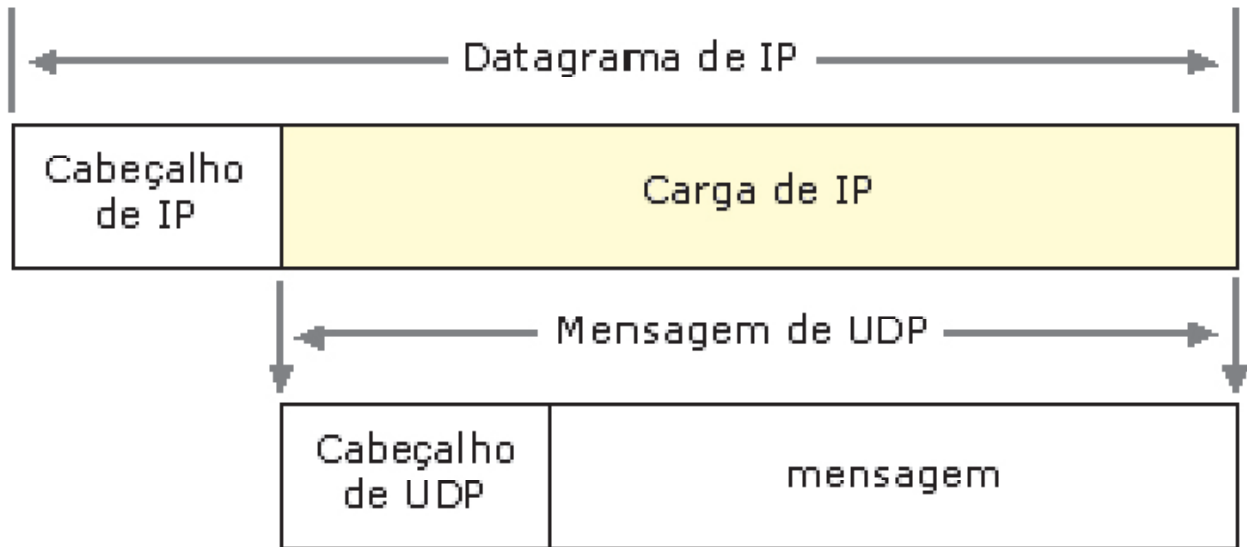 Datagrama de IP
Cabeçalho
de IP
Carga de IP
Mensagem de UDP
Cabeçalho
de UDP
mensagem